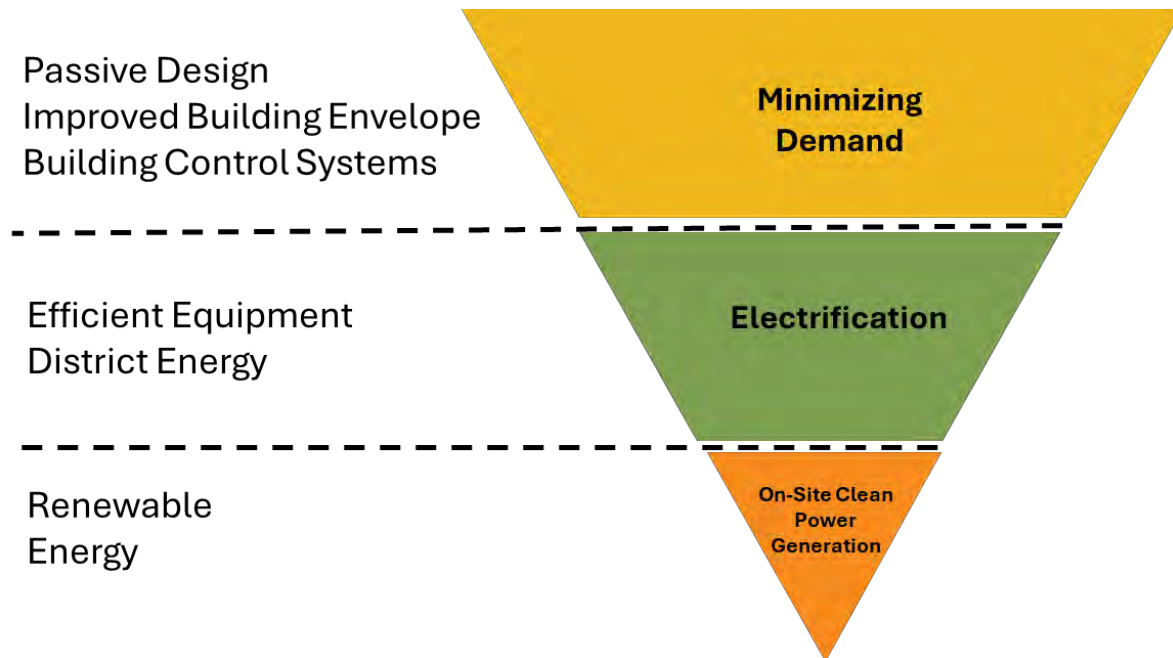 Passive Design
Improved Building Envelope
Building Control Systems
Minimizing
Demand
Efficient Equipment
District Energy
Electrification
Renewable
Energy
On-Site Clean
Power
Generation